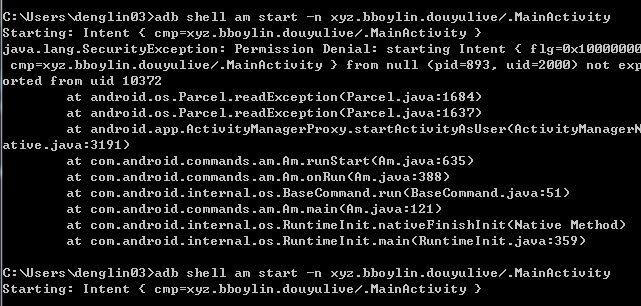 C:\Users\denglin03>adb shell am start -n xyz.bboylin.douyulive/.MainActivity
Starting: Intent { cmp=xyz.bboylin.douyulive/.MainActivity }
java.lang.SecurityException: Permission Denial: starting Intent { flg=0x10000000
 cmp=xyz.bboylin.douyulive/.MainActivity } from null (pid=893, uid=2000) not exp
orted from uid 10372
        at android.os.Parcel.readException(Parcel.java:1684)
        at android.os.Parcel.readException(Parcel.java:1637)
        at android.app.ActivityManagerProxy.startActivityAsUser(ActivityManagerN
ative.java:3191)
        at com.android.commands.am.Am.runStart(Am.java:635)
        at com.android.commands.am.Am.onRun(Am.java:388)
        at com.android.internal.os.BaseCommand.run(BaseCommand.java:51)
        at com.android.commands.am.Am.main(Am.java:121)
        at com.android.internal.os.RuntimeInit.nativeFinishInit(Native Method)
        at com.android.internal.os.RuntimeInit.main(RuntimeInit.java:359)
C:\Users\denglin03>adb shell am start -n xyz.bboylin.douyulive/.MainActivity
Starting: Intent { cmp=xyz.bboylin.douyulive/.MainActivity }